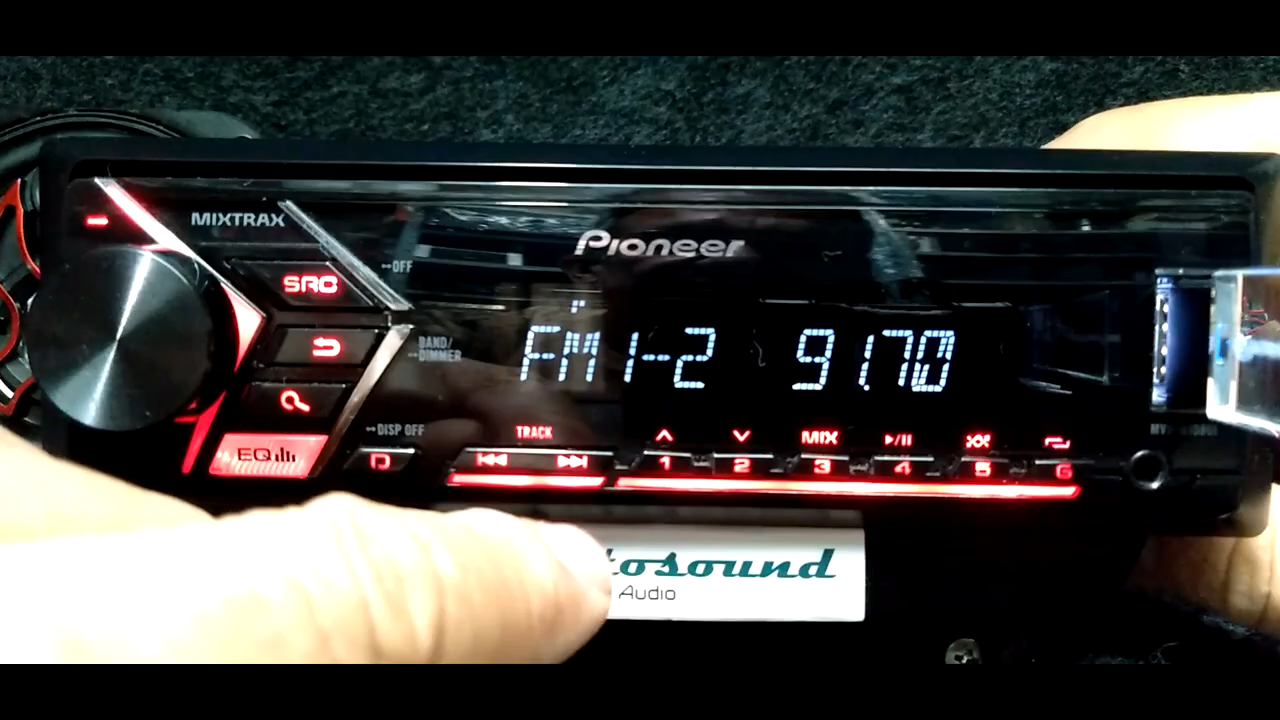 MIXTRAX
Pioneer
OFF
SRC
BAND/
DIMMER
FM1-2 91.70
DISP OFF
TRACK
MIX
EQ
D
1 2 3 4 5 6
tosound
Audio